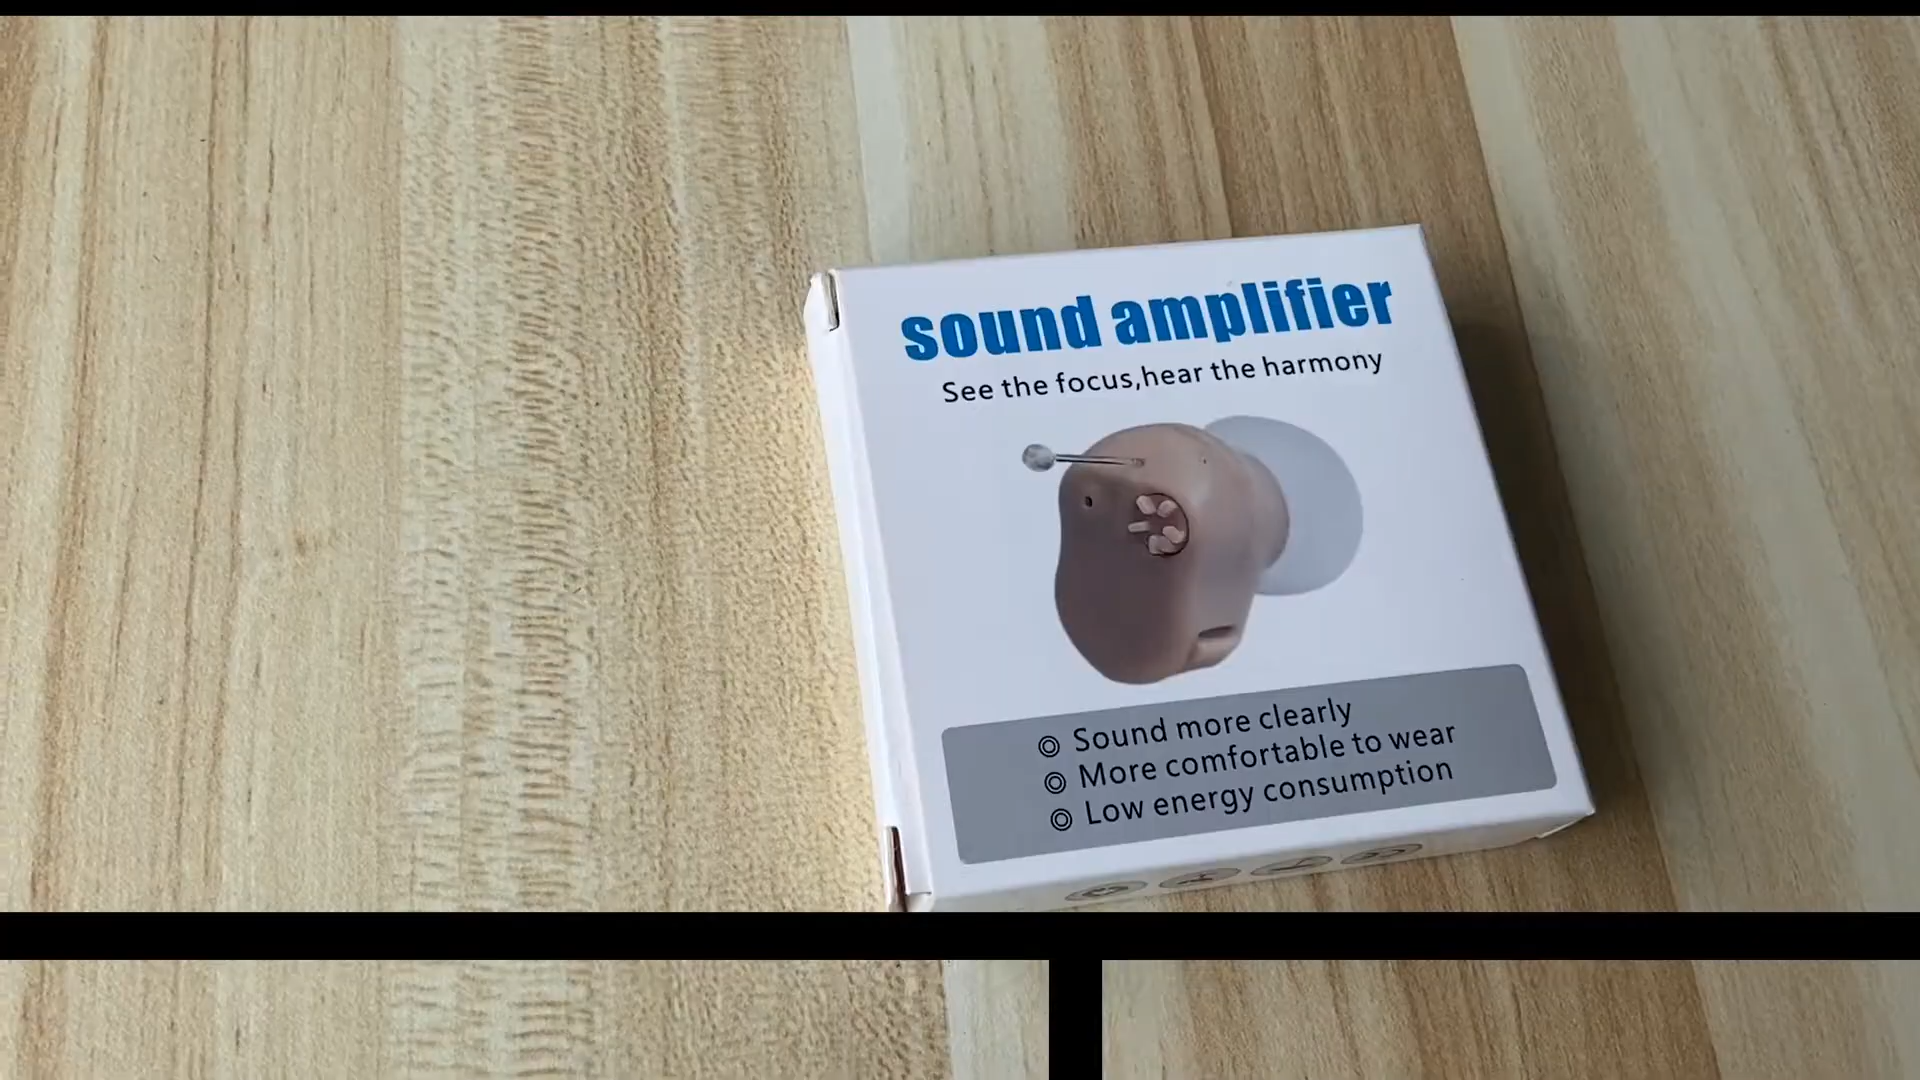 sound amplifier
See the focus,hear the harmony
◎ Sound more clearly
◎ More comfortable to wear
◎ Low energy consumption